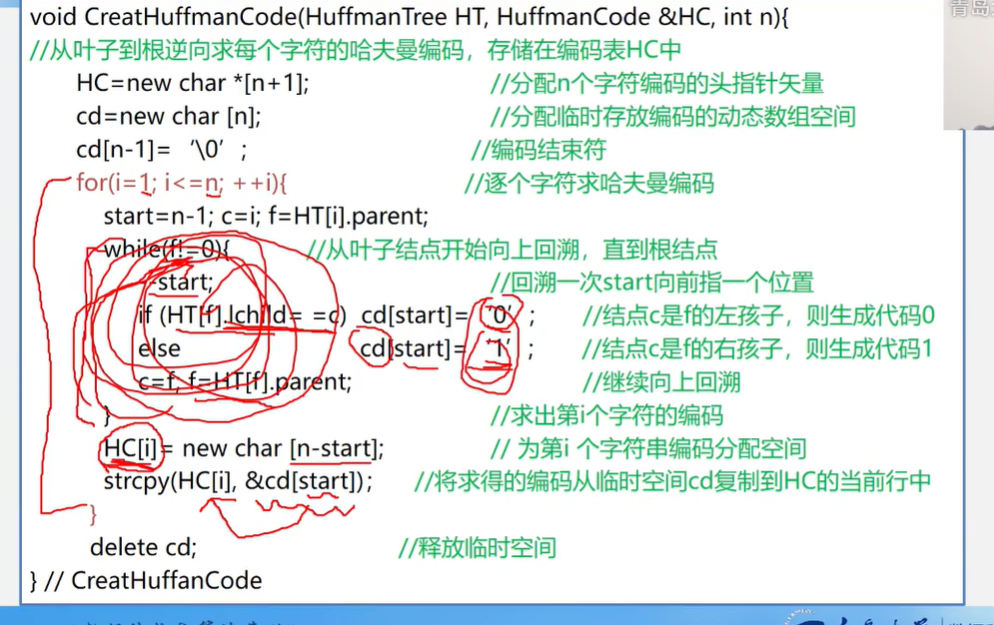 青岛
void CreatHuffmanCode(HuffmanTree HT, HuffmanCode &HC, int n){
//从叶子到根逆向求每个字符的哈夫曼编码，存储在编码表HC中
HC=new char *[n+1]; //分配n个字符编码的头指针矢量
cd=new char [n]; //分配临时存放编码的动态数组空间
cd[n-1]= '\0' ; //编码结束符
for(i=1; i<=n; ++i){ //逐个字符求哈夫曼编码
start=n-1; c=i; f=HT[i].parent;
while(f!=0){ //从叶子结点开始向上回溯，直到根结点
-start; //回溯一次start向前指一个位置
if (HT[f].lchild= =c) cd[start]= '0' ; //结点c是f的左孩子，则生成代码0
else cd[start]= '1' ; //结点c是f的右孩子，则生成代码1
c=f; f=HT[f].parent; //继续向上回溯
} //求出第i个字符的编码
HC[i]= new char [n-start]; // 为第i 个字符串编码分配空间
strcpy(HC[i], &cd[start]); //将求得的编码从临时空间cd复制到HC的当前行中
}
delete cd; //释放临时空间
} // CreatHuffanCode